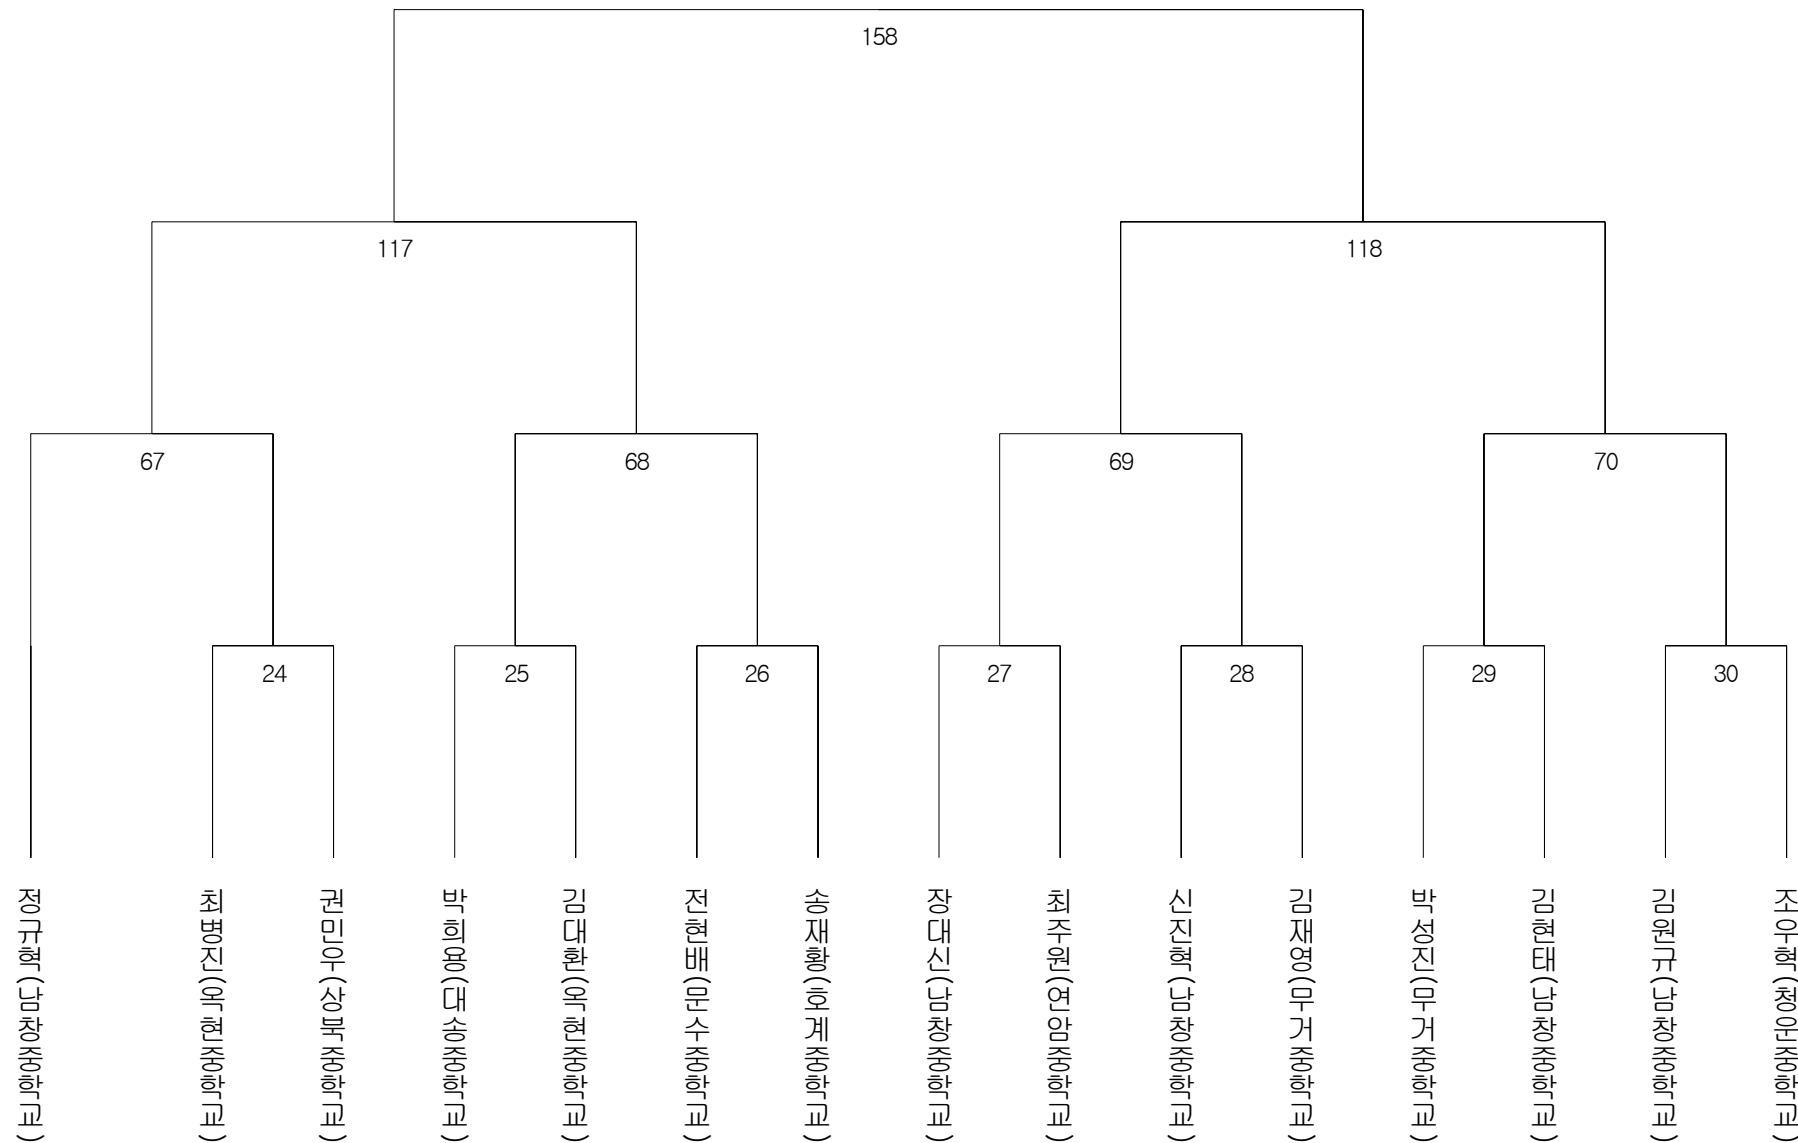 158
117
118
67
68
69
70
24
25
26
27
28
29
30
정규혁(남창중학교)
최병진(옥현중학교)
권민우(상북중학교)
박희용(대송중학교)
김대환(옥현중학교)
전현배(문수중학교)
송재황(호계중학교)
장대신(남창중학교)
최주원(연암중학교)
신진혁(남창중학교)
김재영(무거중학교)
박성진(무거중학교)
김현태(남창중학교)
김원규(남창중학교)
조우혁(청운중학교)